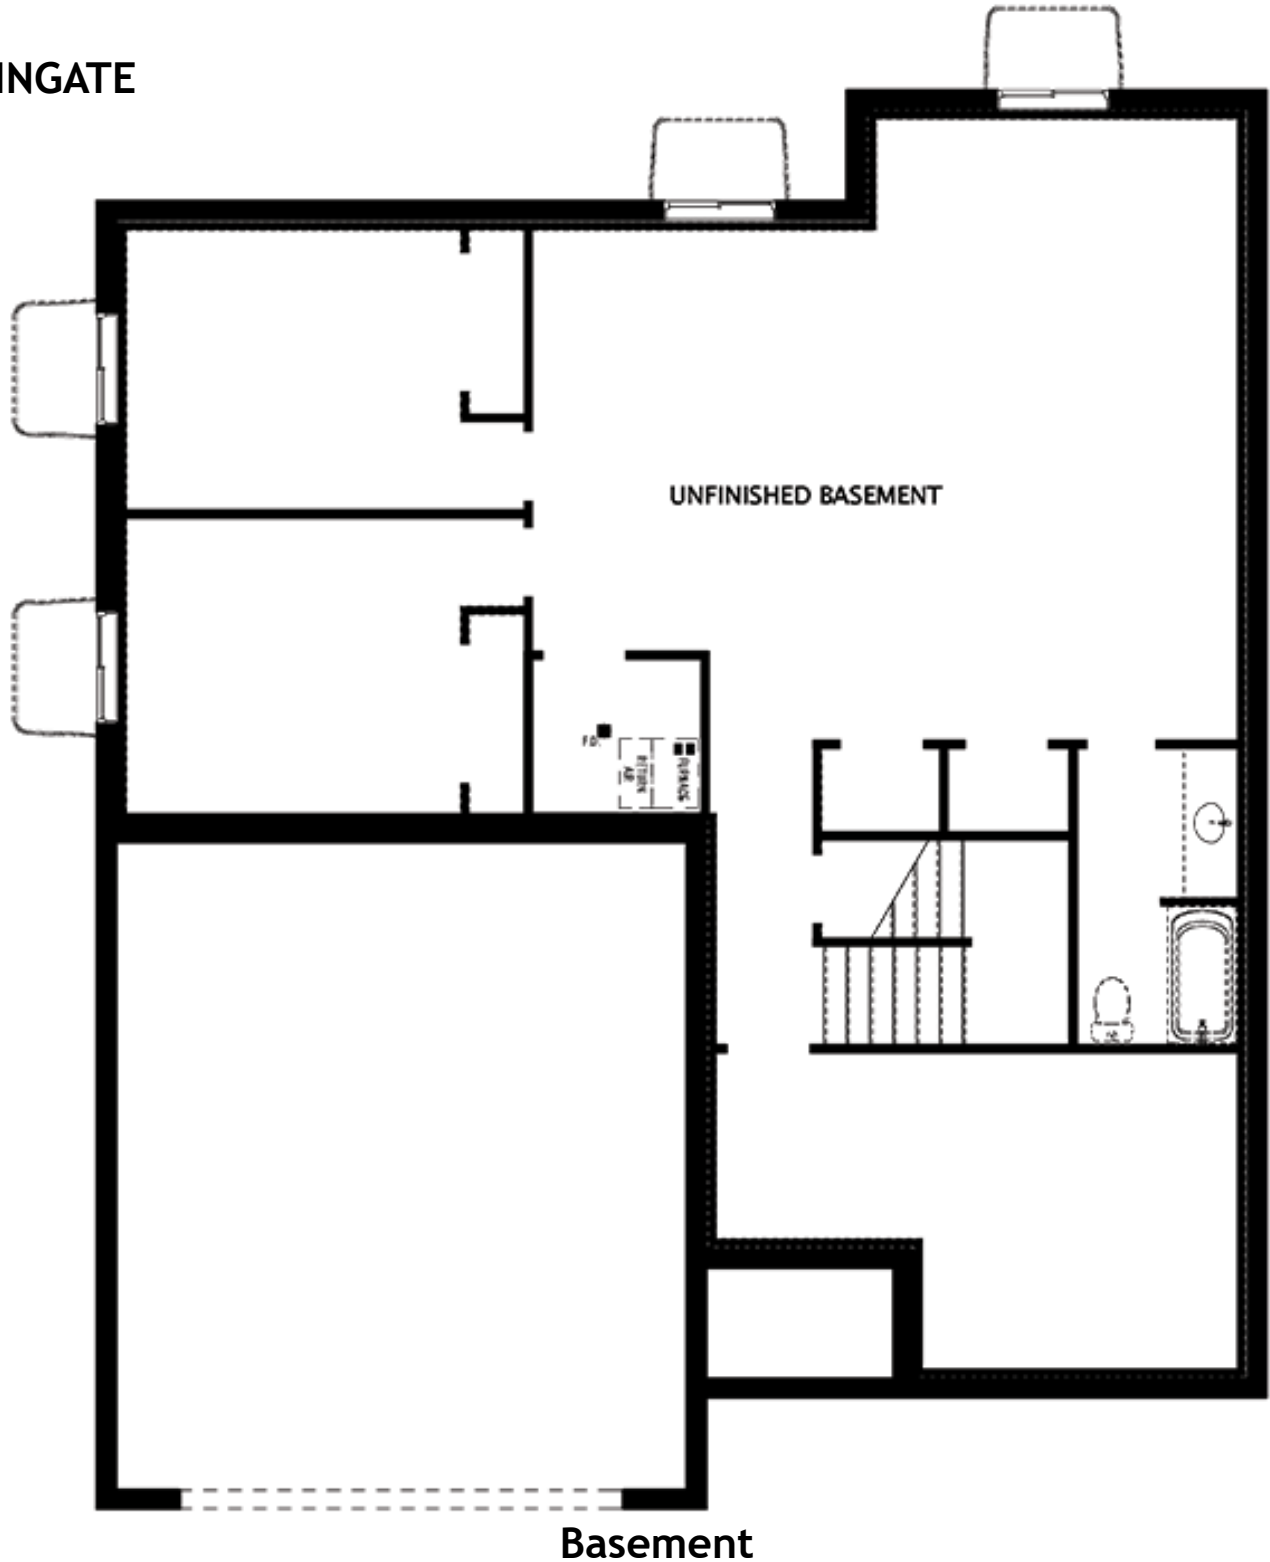 INGATE
UNFINISHED BASEMENT
F.D.
RETURN
AIR
FURNACE
Basement